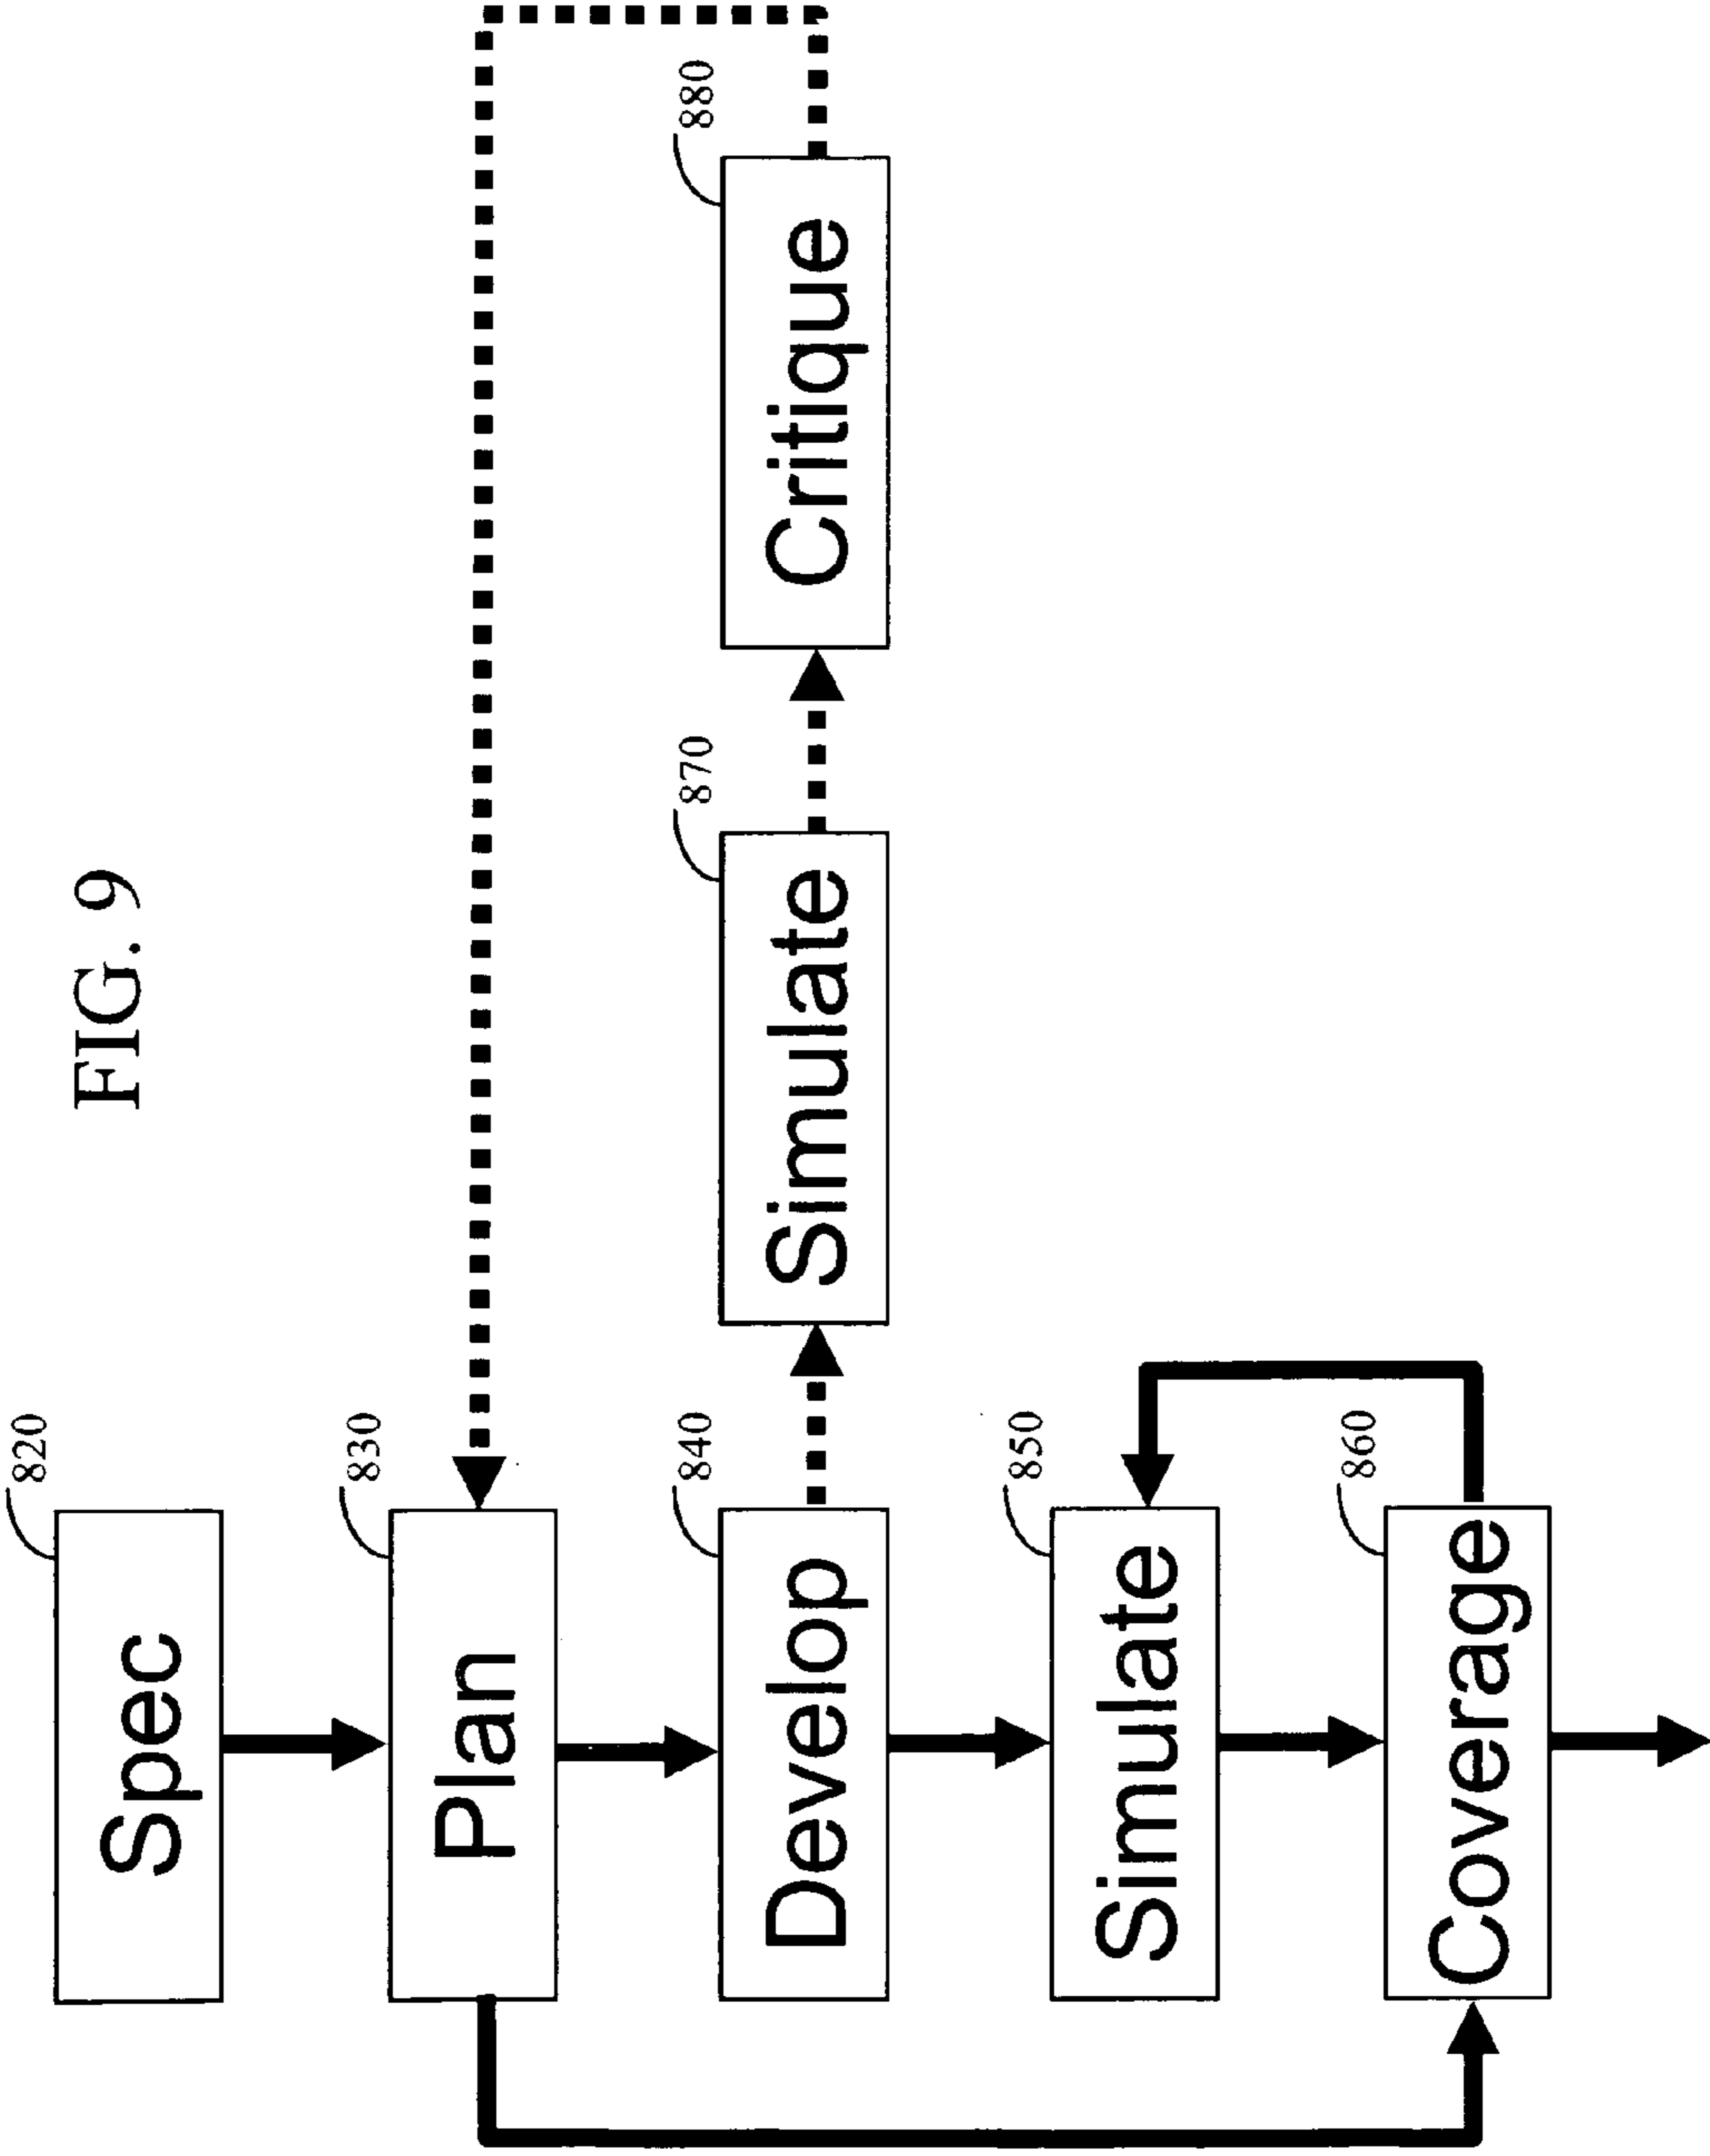 FIG. 9
820
Spec
830
Plan
840
Develop
870
Simulate
880
Critique
850
Simulate
860
Coverage